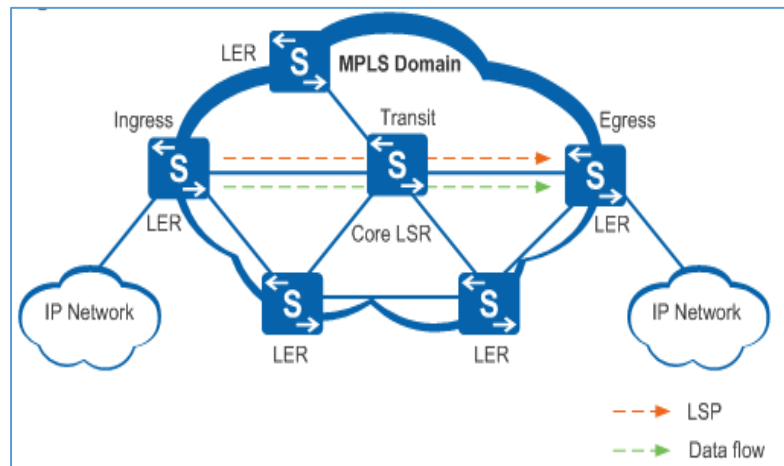 LER
MPLS Domain
S
Ingress
Transit
Egress
S
S
S
LER
Core LSR
LER
IP Network
S
S
IP Network
LER
LER
LSP
Data flow